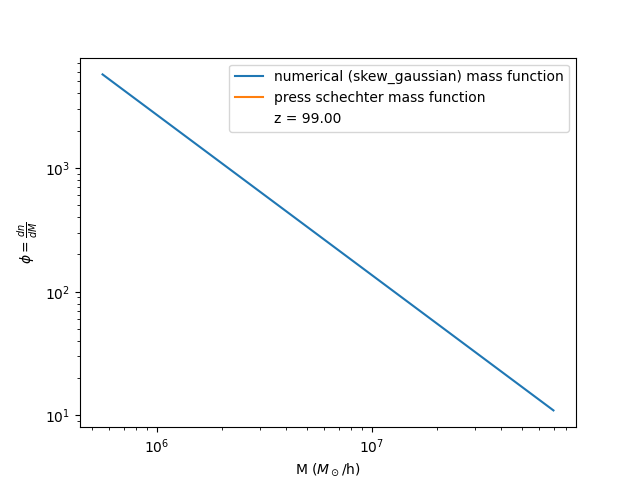 numerical (skew_gaussian) mass function
press schechter mass function
z = 99.00
10³
10²
10¹
ϕ = dn/dM
10⁶ 10⁷
M (M⊙/h)